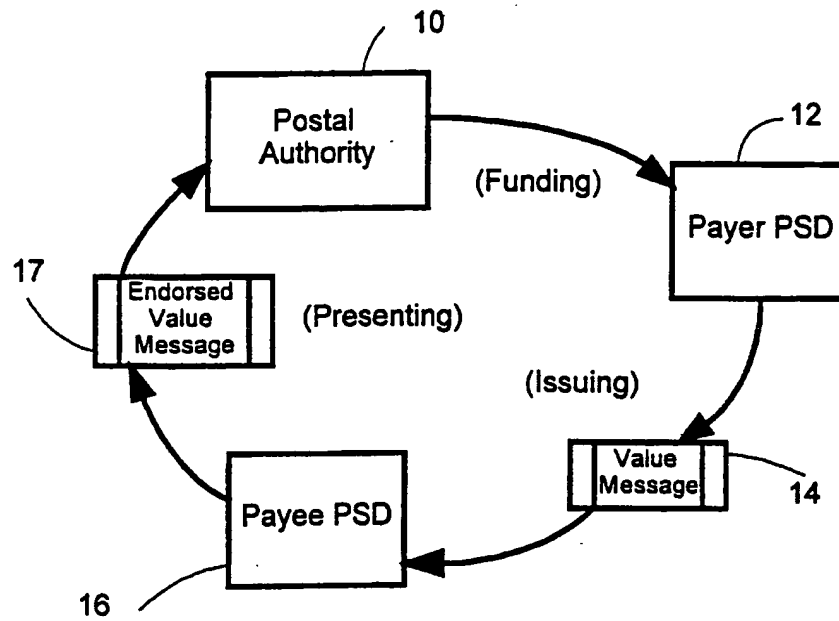 10
Postal
Authority
12
(Funding)
Payer PSD
17
Endorsed
Value
Message
(Presenting)
(Issuing)
Value
Message
14
Payee PSD
16